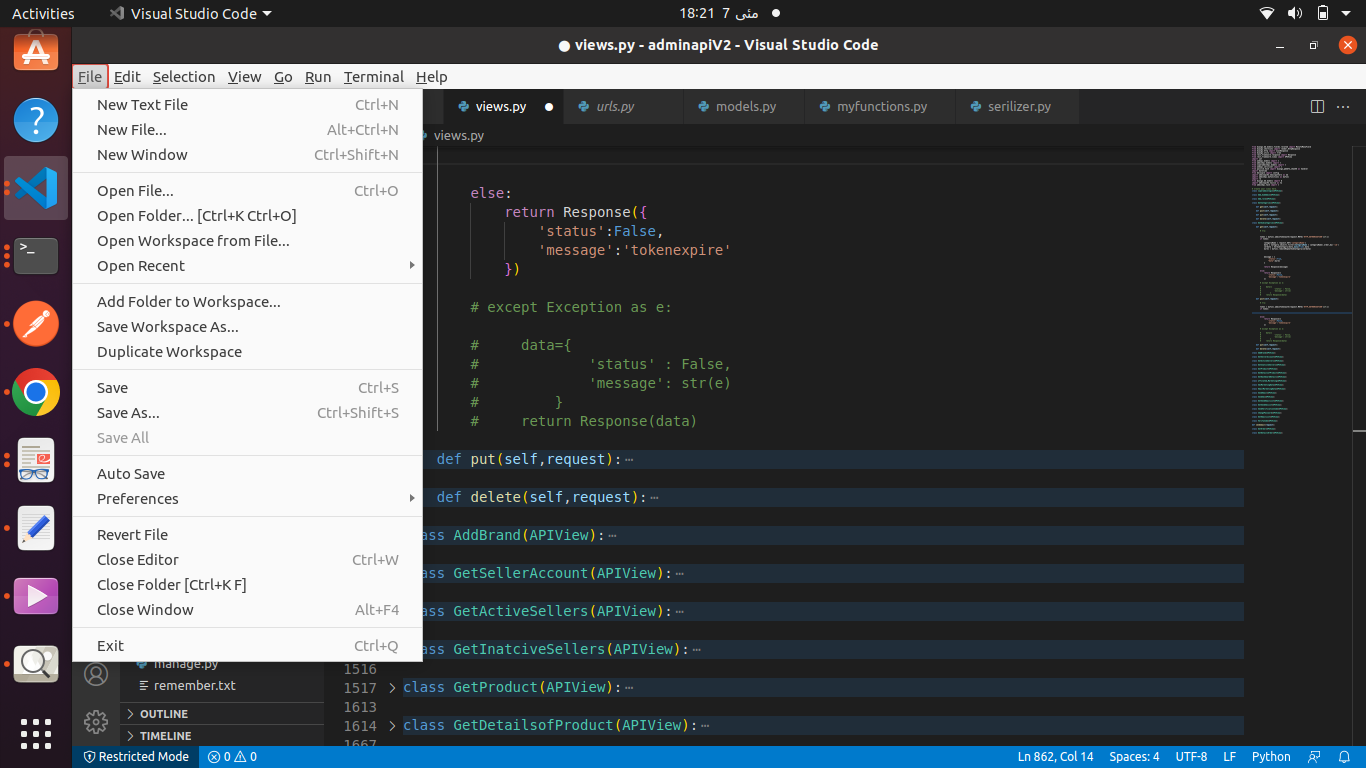 Activities
Visual Studio Code
18:21 7 مئی
● views.py - adminapiV2 - Visual Studio Code
File Edit Selection View Go Run Terminal Help
New Text File Ctrl+N
New File... Alt+Ctrl+N
New Window Ctrl+Shift+N
Open File... Ctrl+O
Open Folder... [Ctrl+K Ctrl+O]
Open Workspace from File...
Open Recent
Add Folder to Workspace...
Save Workspace As...
Duplicate Workspace
Save Ctrl+S
Save As... Ctrl+Shift+S
Save All
Auto Save
Preferences
Revert File
Close Editor Ctrl+W
Close Folder [Ctrl+K F]
Close Window Alt+F4
Exit Ctrl+Q
manage.py
remember.txt
OUTLINE
TIMELINE
views.py urls.py models.py myfunctions.py serilizer.py
views.py
else:
return Response({
'status':False,
'message':'tokenexpire'
})
# except Exception as e:
# data={
# 'status' : False,
# 'message': str(e)
# }
# return Response(data)
def put(self,request):⋯
def delete(self,request):⋯
ass AddBrand(APIView):⋯
ass GetSellerAccount(APIView):⋯
ass GetActiveSellers(APIView):⋯
ass GetInatciveSellers(APIView):⋯
1516
1517 class GetProduct(APIView):⋯
1613
1614 class GetDetailsofProduct(APIView):⋯
1667
Restricted Mode 0 0 Ln 862, Col 14 Spaces: 4 UTF-8 LF Python